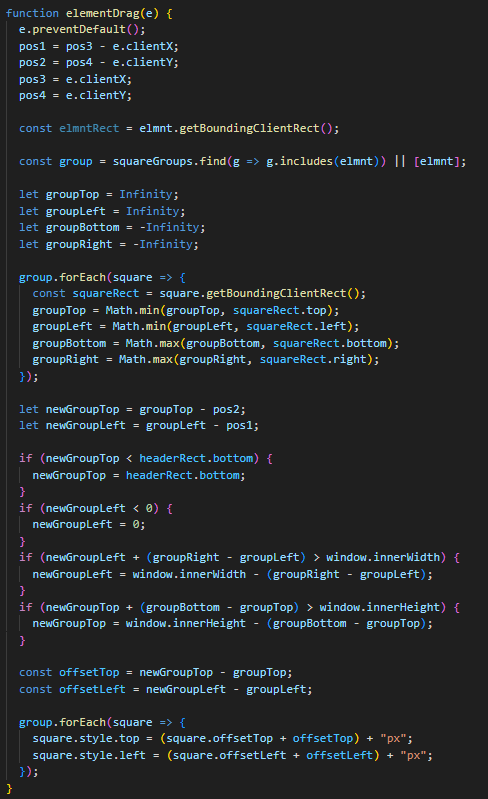 function elementDrag(e) {
e.preventDefault();
pos1 = pos3 - e.clientX;
pos2 = pos4 - e.clientY;
pos3 = e.clientX;
pos4 = e.clientY;
const elmntRect = elmnt.getBoundingClientRect();
const group = squareGroups.find(g => g.includes(elmnt)) || [elmnt];
let groupTop = Infinity;
let groupLeft = Infinity;
let groupBottom = -Infinity;
let groupRight = -Infinity;
group.forEach(square => {
const squareRect = square.getBoundingClientRect();
groupTop = Math.min(groupTop, squareRect.top);
groupLeft = Math.min(groupLeft, squareRect.left);
groupBottom = Math.max(groupBottom, squareRect.bottom);
groupRight = Math.max(groupRight, squareRect.right);
});
let newGroupTop = groupTop - pos2;
let newGroupLeft = groupLeft - pos1;
if (newGroupTop < headerRect.bottom) {
newGroupTop = headerRect.bottom;
}
if (newGroupLeft < 0) {
newGroupLeft = 0;
}
if (newGroupLeft + (groupRight - groupLeft) > window.innerWidth) {
newGroupLeft = window.innerWidth - (groupRight - groupLeft);
}
if (newGroupTop + (groupBottom - groupTop) > window.innerHeight) {
newGroupTop = window.innerHeight - (groupBottom - groupTop);
}
const offsetTop = newGroupTop - groupTop;
const offsetLeft = newGroupLeft - groupLeft;
group.forEach(square => {
square.style.top = (square.offsetTop + offsetTop) + "px";
square.style.left = (square.offsetLeft + offsetLeft) + "px";
});
}